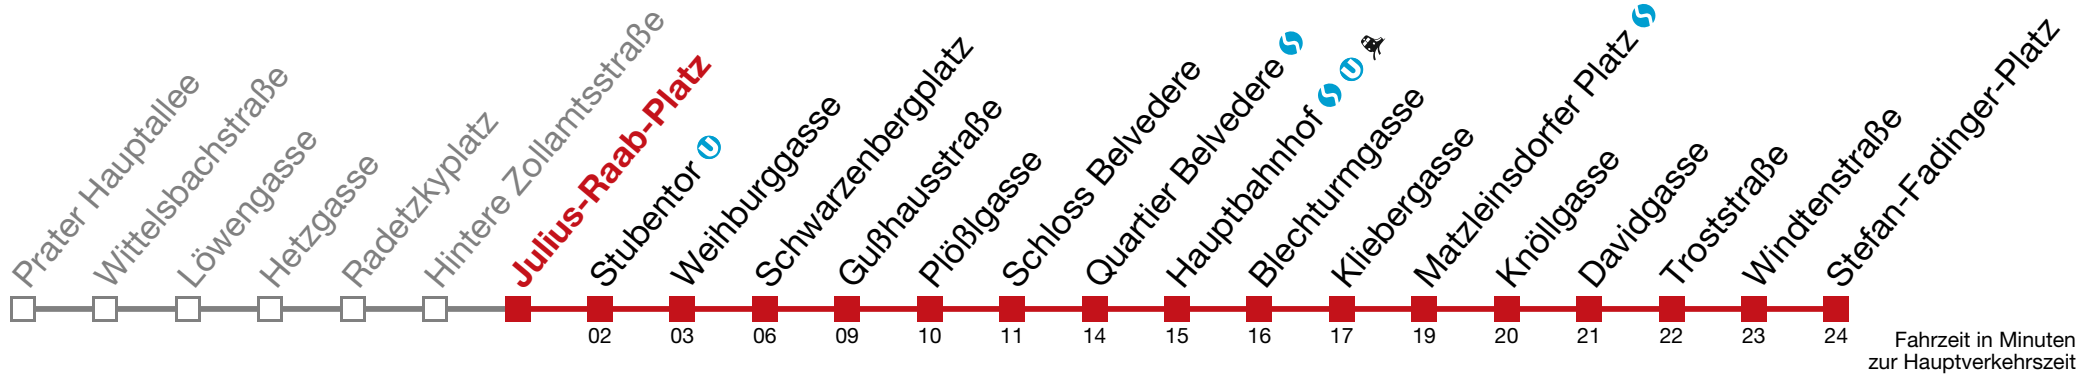 Prater Hauptallee
Wittelsbachstraße
Löwengasse
Hetzgasse
Radetzkyplatz
Hintere Zollamtsstraße
Julius-Raab-Platz
Stubentor U
Weihburggasse
Schwarzenbergplatz
Gußhausstraße
Plößlgasse
Schloss Belvedere
Quartier Belvedere S
Hauptbahnhof S U
Blechturmgasse
Kliebergasse
Matzleinsdorfer Platz S
Knöllgasse
Davidgasse
Troststraße
Windtenstraße
Stefan-Fadinger-Platz
02 03 06 09 10 11 14 15 16 17 19 20 21 22 23 24
Fahrzeit in Minuten
zur Hauptverkehrszeit